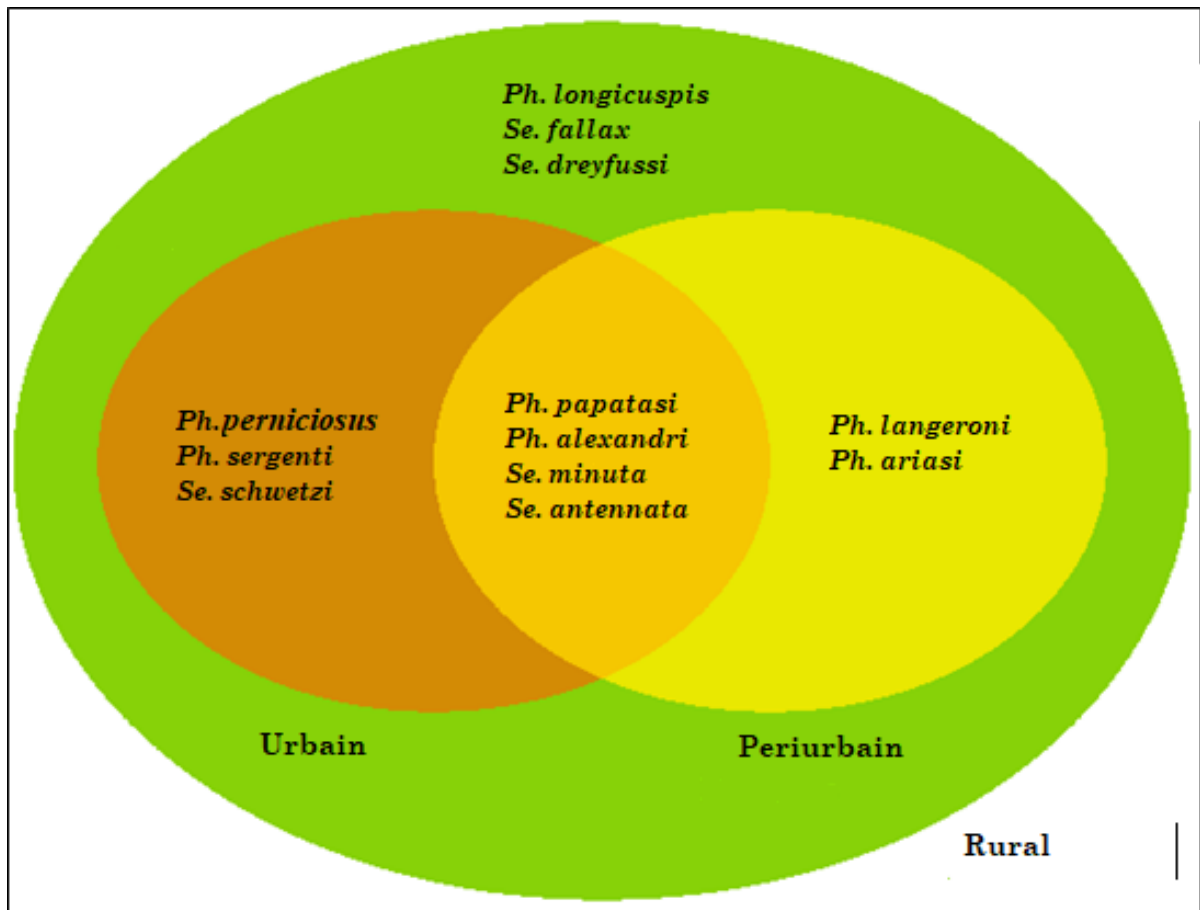 Ph. longicuspis
Se. fallax
Se. dreyfussi
Ph.perniciosus
Ph. sergenti
Se. schwetzi
Ph. papatasi
Ph. alexandri
Se. minuta
Se. antennata
Ph. langeroni
Ph. ariasi
Urbain
Periurbain
Rural